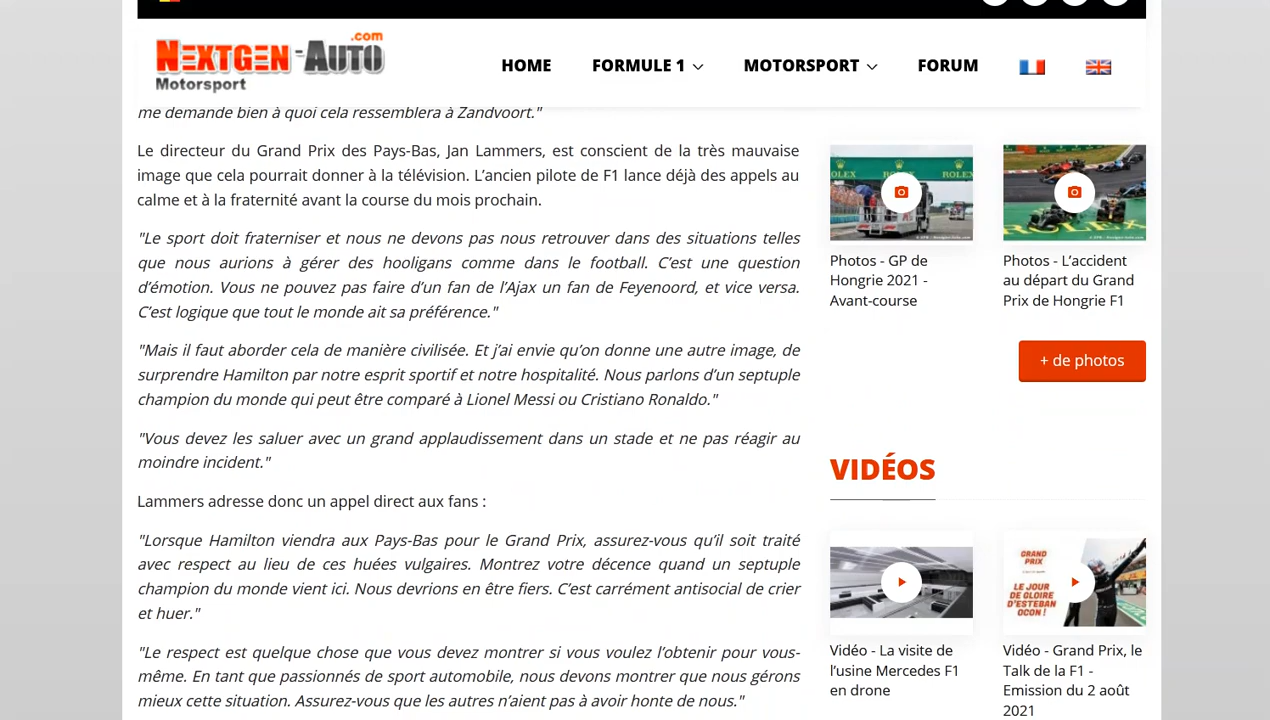 NEXTGEN-AUTO
.com
Motorsport
HOME
FORMULE 1
MOTORSPORT
FORUM
me demande bien à quoi cela ressemblera à Zandvoort."
Le directeur du Grand Prix des Pays-Bas, Jan Lammers, est conscient de la très mauvaise
image que cela pourrait donner à la télévision. L’ancien pilote de F1 lance déjà des appels au
calme et à la fraternité avant la course du mois prochain.
"Le sport doit fraterniser et nous ne devons pas nous retrouver dans des situations telles
que nous aurions à gérer des hooligans comme dans le football. C’est une question
d’émotion. Vous ne pouvez pas faire d’un fan de l’Ajax un fan de Feyenoord, et vice versa.
C’est logique que tout le monde ait sa préférence."
"Mais il faut aborder cela de manière civilisée. Et j’ai envie qu’on donne une autre image, de
surprendre Hamilton par notre esprit sportif et notre hospitalité. Nous parlons d’un septuple
champion du monde qui peut être comparé à Lionel Messi ou Cristiano Ronaldo."
"Vous devez les saluer avec un grand applaudissement dans un stade et ne pas réagir au
moindre incident."
Lammers adresse donc un appel direct aux fans :
"Lorsque Hamilton viendra aux Pays-Bas pour le Grand Prix, assurez-vous qu’il soit traité
avec respect au lieu de ces huées vulgaires. Montrez votre décence quand un septuple
champion du monde vient ici. Nous devrions en être fiers. C’est carrément antisocial de crier
et huer."
"Le respect est quelque chose que vous devez montrer si vous voulez l’obtenir pour vous-
même. En tant que passionnés de sport automobile, nous devons montrer que nous gérons
mieux cette situation. Assurez-vous que les autres n’aient pas à avoir honte de nous."
ROLEX
ROLEX
Photos - GP de
Hongrie 2021 -
Avant-course
ROLEX
Photos - L’accident
au départ du Grand
Prix de Hongrie F1
+ de photos
VIDÉOS
Vidéo - La visite de
l’usine Mercedes F1
en drone
GRAND
PRIX
LE JOUR
DE GLOIRE
D'ESTEBAN
OCON !
Vidéo - Grand Prix, le
Talk de la F1 -
Emission du 2 août
2021